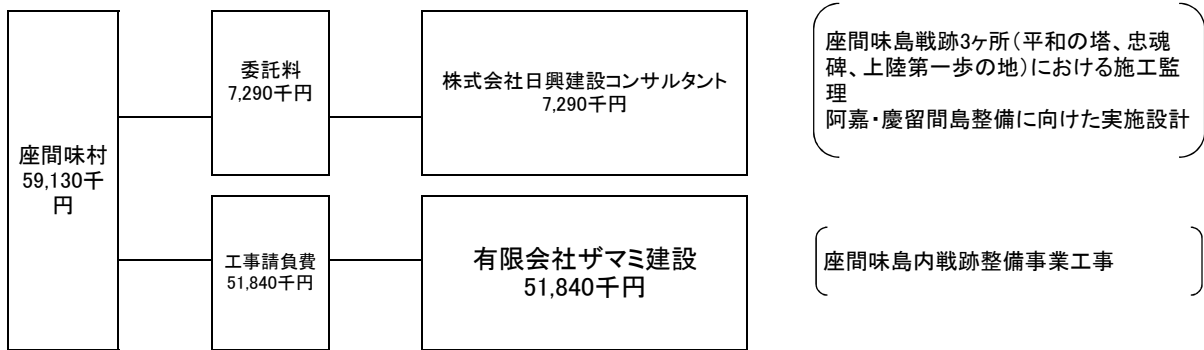 座間味村
59,130千
円
委託料
7,290千円
株式会社日興建設コンサルタント
7,290千円
座間味島戦跡3ヶ所(平和の塔、忠魂
碑、上陸第一歩の地)における施工監
理
阿嘉・慶留間島整備に向けた実施設計
工事請負費
51,840千円
有限会社ザマミ建設
51,840千円
座間味島内戦跡整備事業工事